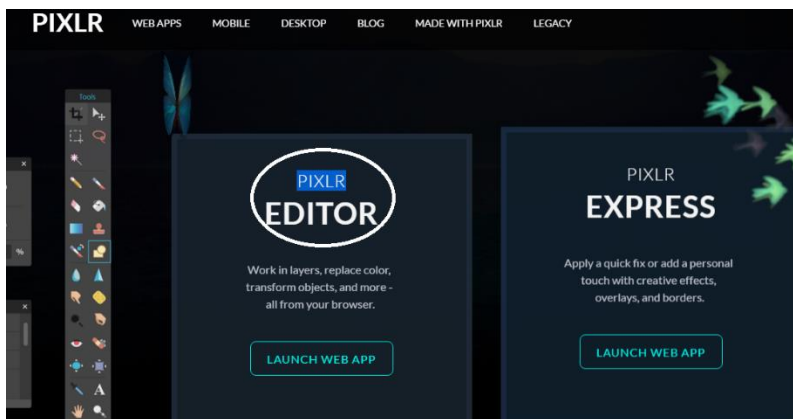 PIXLR WEB APPS MOBILE DESKTOP BLOG MADE WITH PIXLR LEGACY
Tools
x
%
x
A
PIXLR
EDITOR
Work in layers, replace color,
transform objects, and more -
all from your browser.
LAUNCH WEB APP
PIXLR
EXPRESS
Apply a quick fix or add a personal
touch with creative effects,
overlays, and borders.
LAUNCH WEB APP